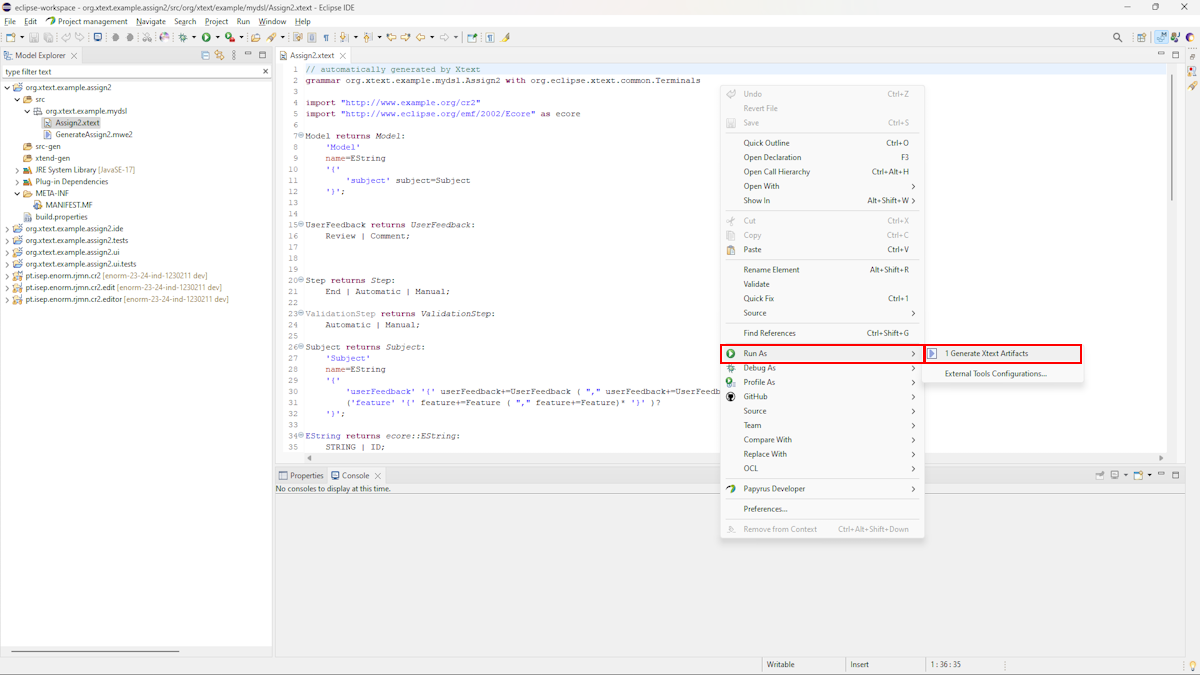 eclipse-workspace - org.xtext.example.assign2/src/org/xtext/example/mydsl/Assign2.xtext - Eclipse IDE
File Edit Project management Navigate Search Project Run Window Help
Model Explorer
type filter text
org.xtext.example.assign2
src
org.xtext.example.mydsl
Assign2.xtext
GenerateAssign2.mwe2
src-gen
xtend-gen
JRE System Library [JavaSE-17]
Plug-in Dependencies
META-INF
MANIFEST.MF
build.properties
org.xtext.example.assign2.ide
org.xtext.example.assign2.tests
org.xtext.example.assign2.ui
org.xtext.example.assign2.ui.tests
pt.isep.enorm.rjmn.cr2 [enorm-23-24-ind-1230211 dev]
pt.isep.enorm.rjmn.cr2.edit [enorm-23-24-ind-1230211 dev]
pt.isep.enorm.rjmn.cr2.editor [enorm-23-24-ind-1230211 dev]
Assign2.xtext
1 // automatically generated by Xtext
2 grammar org.xtext.example.mydsl.Assign2 with org.eclipse.xtext.common.Terminals
3
4 import "http://www.example.org/cr2"
5 import "http://www.eclipse.org/emf/2002/Ecore" as ecore
6
7 Model returns Model:
8 'Model'
9 name=EString
10 '{'
11 'subject' subject=Subject
12 '}';
13
14
15 UserFeedback returns UserFeedback:
16 Review | Comment;
17
18
19
20 Step returns Step:
21 End | Automatic | Manual;
22
23 ValidationStep returns ValidationStep:
24 Automatic | Manual;
25
26 Subject returns Subject:
27 'Subject'
28 name=EString
29 '{'
30 'userFeedback' '{' userFeedback+=UserFeedback ( "," userFeedback+=UserFeedb
31 ('feature' '{' feature+=Feature ( "," feature+=Feature)* '}' )?
32 '}';
33
34 EString returns ecore::EString:
35 STRING | ID;
Undo Ctrl+Z
Revert File
Save Ctrl+S
Quick Outline Ctrl+O
Open Declaration F3
Open Call Hierarchy Ctrl+Alt+H
Open With
Show In Alt+Shift+W
Cut Ctrl+X
Copy Ctrl+C
Paste Ctrl+V
Rename Element Alt+Shift+R
Validate
Quick Fix Ctrl+1
Source
Find References Ctrl+Shift+G
Run As
Debug As
Profile As
GitHub
Source
Team
Compare With
Replace With
OCL
Papyrus Developer
Preferences...
Remove from Context Ctrl+Alt+Shift+Down
1 Generate Xtext Artifacts
External Tools Configurations...
Properties Console
No consoles to display at this time.
Writable Insert 1 : 36 : 35